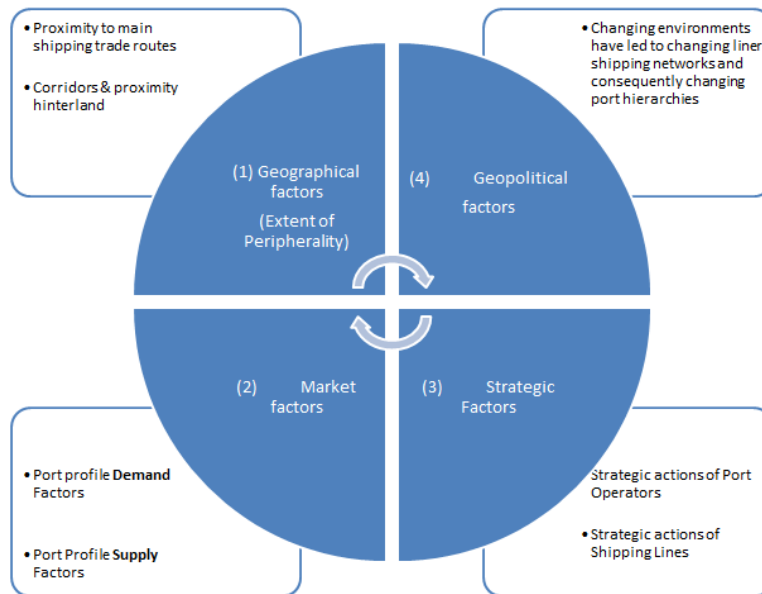 • Proximity to main
shipping trade routes
• Corridors & proximity
hinterland
• Changing environments
have led to changing liner
shipping networks and
consequently changing
port hierarchies
(1) Geographical
factors
(Extent of
Peripherality)
(4) Geopolitical
factors
(2) Market
factors
(3) Strategic
Factors
• Port profile Demand
Factors
• Port Profile Supply
Factors
Strategic actions of Port
Operators
• Strategic actions of
Shipping Lines